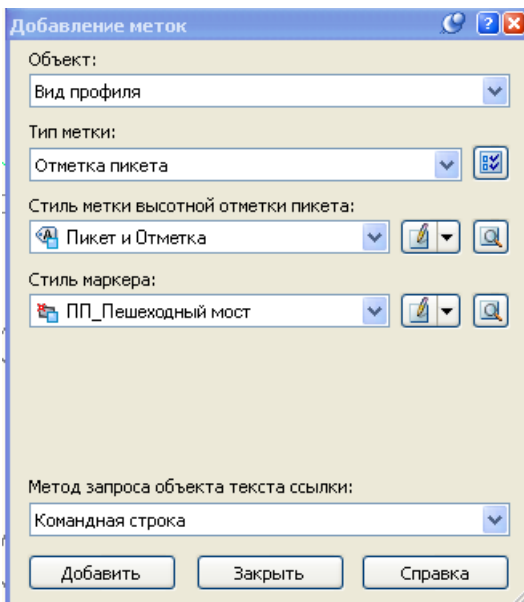 Добавление меток
Объект:
Вид профиля
Тип метки:
Отметка пикета
Стиль метки высотной отметки пикета:
Пикет и Отметка
Стиль маркера:
ПП_Пешеходный мост
Метод запроса объекта текста ссылки:
Командная строка
Добавить Закрыть Справка